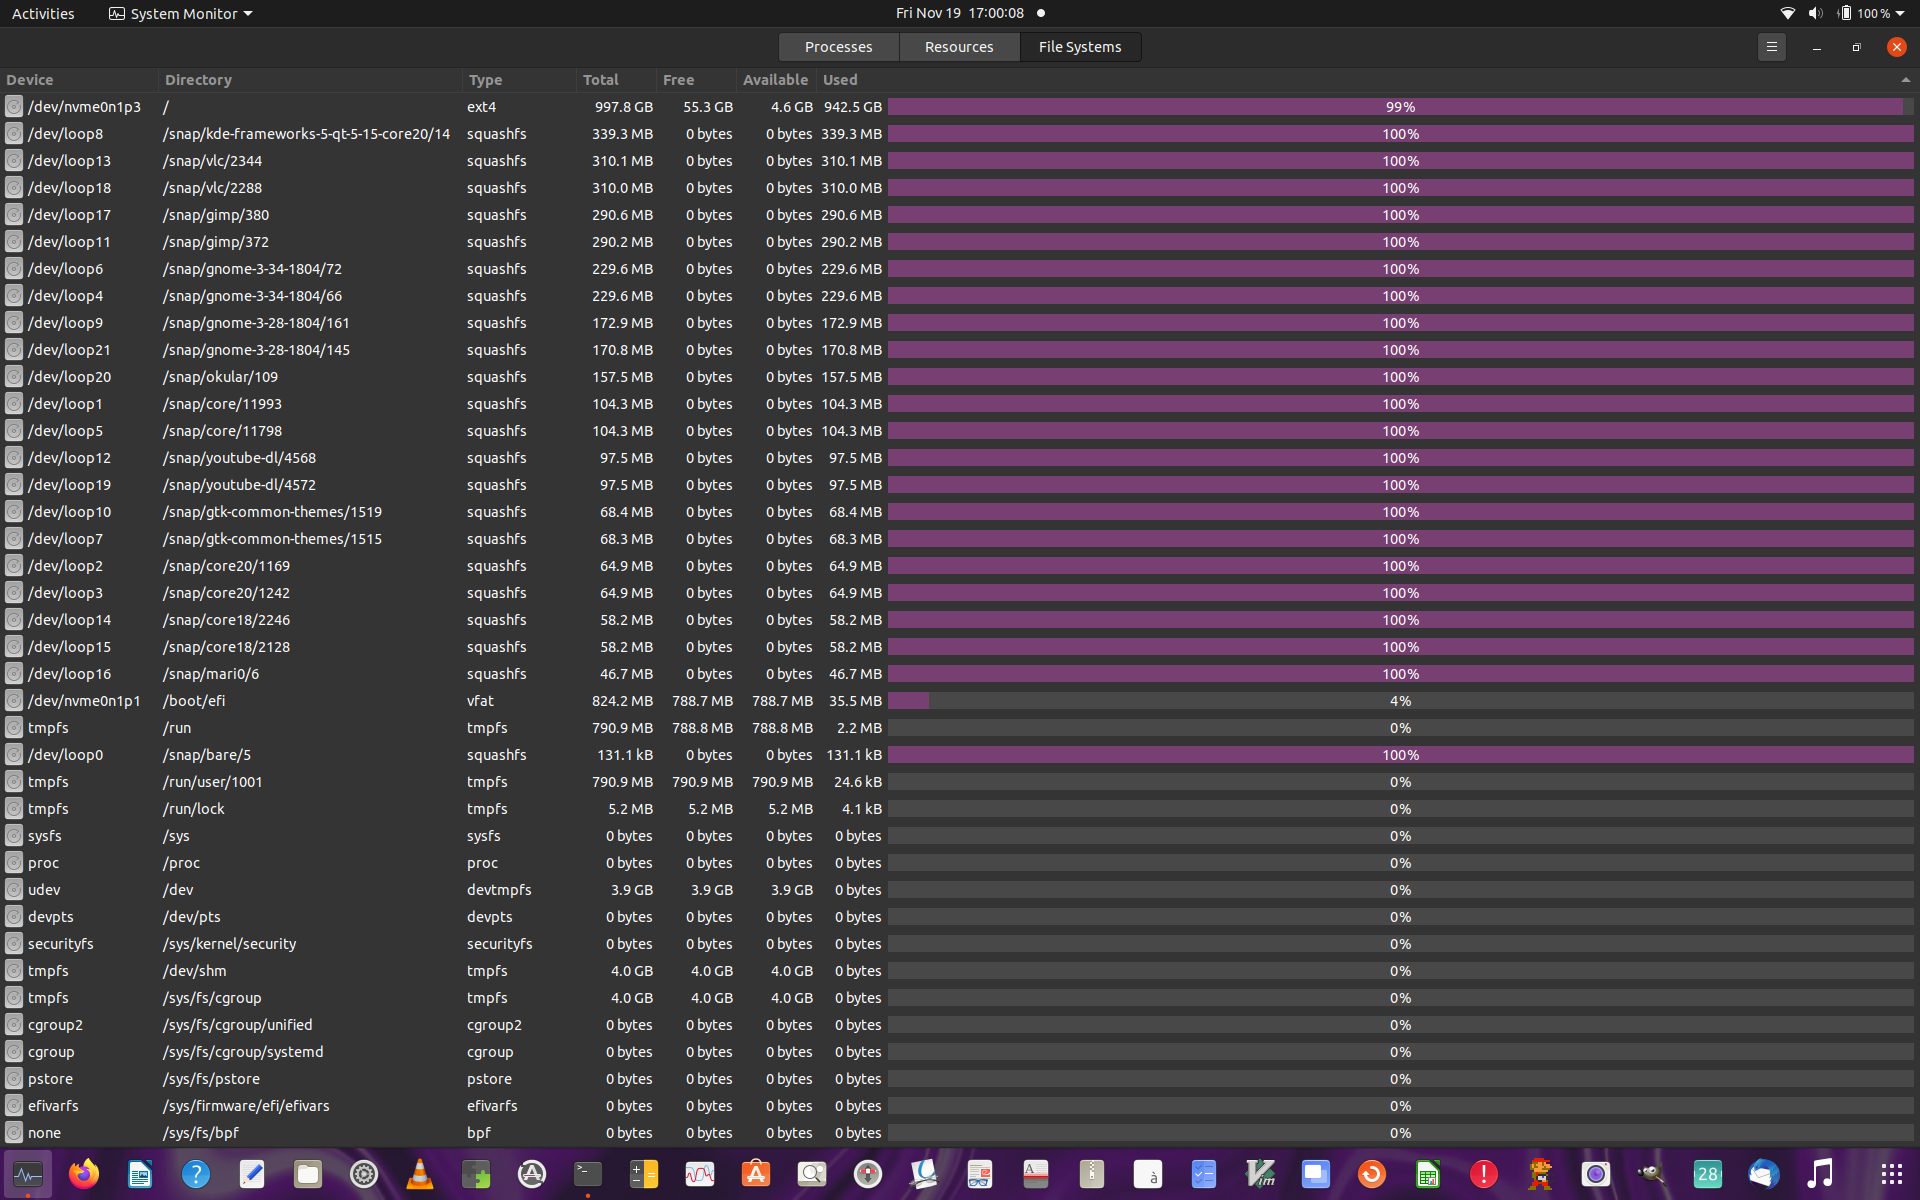 Activities System Monitor Fri Nov 19 17:00:08 100 %
Processes Resources File Systems
Device Directory Type Total Free Available Used
/dev/nvme0n1p3 / ext4 997.8 GB 55.3 GB 4.6 GB 942.5 GB 99%
/dev/loop8 /snap/kde-frameworks-5-qt-5-15-core20/14 squashfs 339.3 MB 0 bytes 0 bytes 339.3 MB 100%
/dev/loop13 /snap/vlc/2344 squashfs 310.1 MB 0 bytes 0 bytes 310.1 MB 100%
/dev/loop18 /snap/vlc/2288 squashfs 310.0 MB 0 bytes 0 bytes 310.0 MB 100%
/dev/loop17 /snap/gimp/380 squashfs 290.6 MB 0 bytes 0 bytes 290.6 MB 100%
/dev/loop11 /snap/gimp/372 squashfs 290.2 MB 0 bytes 0 bytes 290.2 MB 100%
/dev/loop6 /snap/gnome-3-34-1804/72 squashfs 229.6 MB 0 bytes 0 bytes 229.6 MB 100%
/dev/loop4 /snap/gnome-3-34-1804/66 squashfs 229.6 MB 0 bytes 0 bytes 229.6 MB 100%
/dev/loop9 /snap/gnome-3-28-1804/161 squashfs 172.9 MB 0 bytes 0 bytes 172.9 MB 100%
/dev/loop21 /snap/gnome-3-28-1804/145 squashfs 170.8 MB 0 bytes 0 bytes 170.8 MB 100%
/dev/loop20 /snap/okular/109 squashfs 157.5 MB 0 bytes 0 bytes 157.5 MB 100%
/dev/loop1 /snap/core/11993 squashfs 104.3 MB 0 bytes 0 bytes 104.3 MB 100%
/dev/loop5 /snap/core/11798 squashfs 104.3 MB 0 bytes 0 bytes 104.3 MB 100%
/dev/loop12 /snap/youtube-dl/4568 squashfs 97.5 MB 0 bytes 0 bytes 97.5 MB 100%
/dev/loop19 /snap/youtube-dl/4572 squashfs 97.5 MB 0 bytes 0 bytes 97.5 MB 100%
/dev/loop10 /snap/gtk-common-themes/1519 squashfs 68.4 MB 0 bytes 0 bytes 68.4 MB 100%
/dev/loop7 /snap/gtk-common-themes/1515 squashfs 68.3 MB 0 bytes 0 bytes 68.3 MB 100%
/dev/loop2 /snap/core20/1169 squashfs 64.9 MB 0 bytes 0 bytes 64.9 MB 100%
/dev/loop3 /snap/core20/1242 squashfs 64.9 MB 0 bytes 0 bytes 64.9 MB 100%
/dev/loop14 /snap/core18/2246 squashfs 58.2 MB 0 bytes 0 bytes 58.2 MB 100%
/dev/loop15 /snap/core18/2128 squashfs 58.2 MB 0 bytes 0 bytes 58.2 MB 100%
/dev/loop16 /snap/mari0/6 squashfs 46.7 MB 0 bytes 0 bytes 46.7 MB 100%
/dev/nvme0n1p1 /boot/efi vfat 824.2 MB 788.7 MB 788.7 MB 35.5 MB 4%
tmpfs /run tmpfs 790.9 MB 788.8 MB 788.8 MB 2.2 MB 0%
/dev/loop0 /snap/bare/5 squashfs 131.1 kB 0 bytes 0 bytes 131.1 kB 100%
tmpfs /run/user/1001 tmpfs 790.9 MB 790.9 MB 790.9 MB 24.6 kB 0%
tmpfs /run/lock tmpfs 5.2 MB 5.2 MB 5.2 MB 4.1 kB 0%
sysfs /sys sysfs 0 bytes 0 bytes 0 bytes 0 bytes 0%
proc /proc proc 0 bytes 0 bytes 0 bytes 0 bytes 0%
udev /dev devtmpfs 3.9 GB 3.9 GB 3.9 GB 0 bytes 0%
devpts /dev/pts devpts 0 bytes 0 bytes 0 bytes 0 bytes 0%
securityfs /sys/kernel/security securityfs 0 bytes 0 bytes 0 bytes 0 bytes 0%
tmpfs /dev/shm tmpfs 4.0 GB 4.0 GB 4.0 GB 0 bytes 0%
tmpfs /sys/fs/cgroup tmpfs 4.0 GB 4.0 GB 4.0 GB 0 bytes 0%
cgroup2 /sys/fs/cgroup/unified cgroup2 0 bytes 0 bytes 0 bytes 0 bytes 0%
cgroup /sys/fs/cgroup/systemd cgroup 0 bytes 0 bytes 0 bytes 0 bytes 0%
pstore /sys/fs/pstore pstore 0 bytes 0 bytes 0 bytes 0 bytes 0%
efivarfs /sys/firmware/efi/efivars efivarfs 0 bytes 0 bytes 0 bytes 0 bytes 0%
none /sys/fs/bpf bpf 0 bytes 0 bytes 0 bytes 0 bytes 0%
? >_ A à Vim ! 28